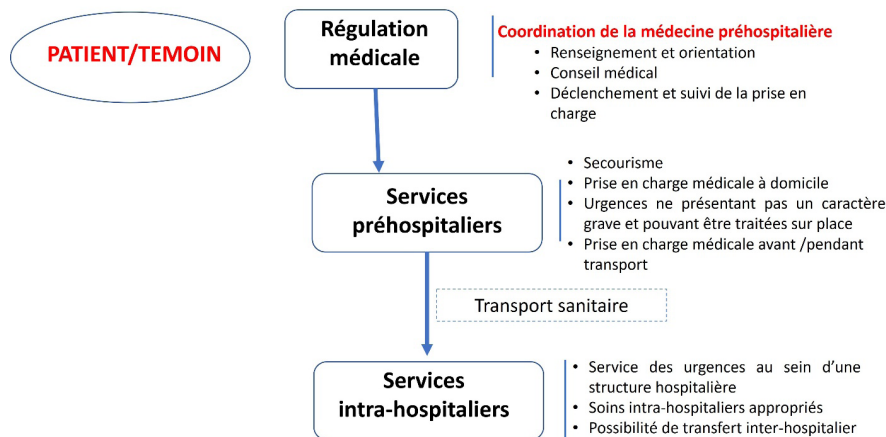 PATIENT/TEMOIN
Régulation
médicale
Coordination de la médecine préhospitalière
• Renseignement et orientation
• Conseil médical
• Déclenchement et suivi de la prise en
charge
Services
préhospitaliers
• Secourisme
• Prise en charge médicale à domicile
• Urgences ne présentant pas un caractère
grave et pouvant être traitées sur place
• Prise en charge médicale avant /pendant
transport
Transport sanitaire
Services
intra-hospitaliers
• Service des urgences au sein d’une
structure hospitalière
• Soins intra-hospitaliers appropriés
• Possibilité de transfert inter-hospitalier